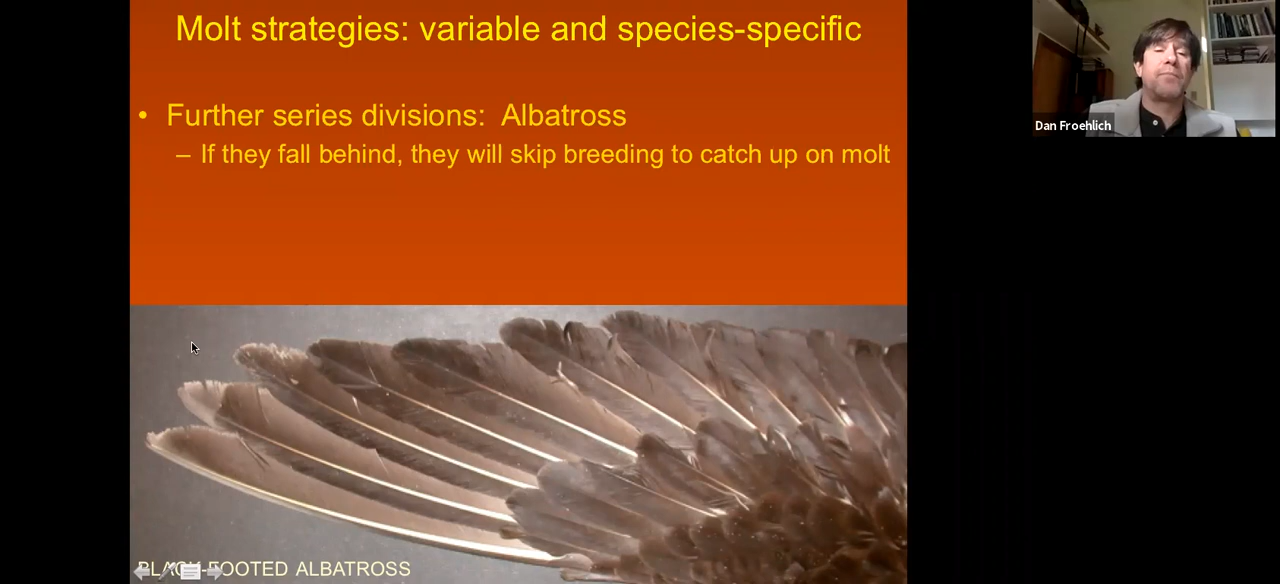 Molt strategies: variable and species-specific
• Further series divisions: Albatross
– If they fall behind, they will skip breeding to catch up on molt
Dan Froehlich
BLACK-FOOTED ALBATROSS